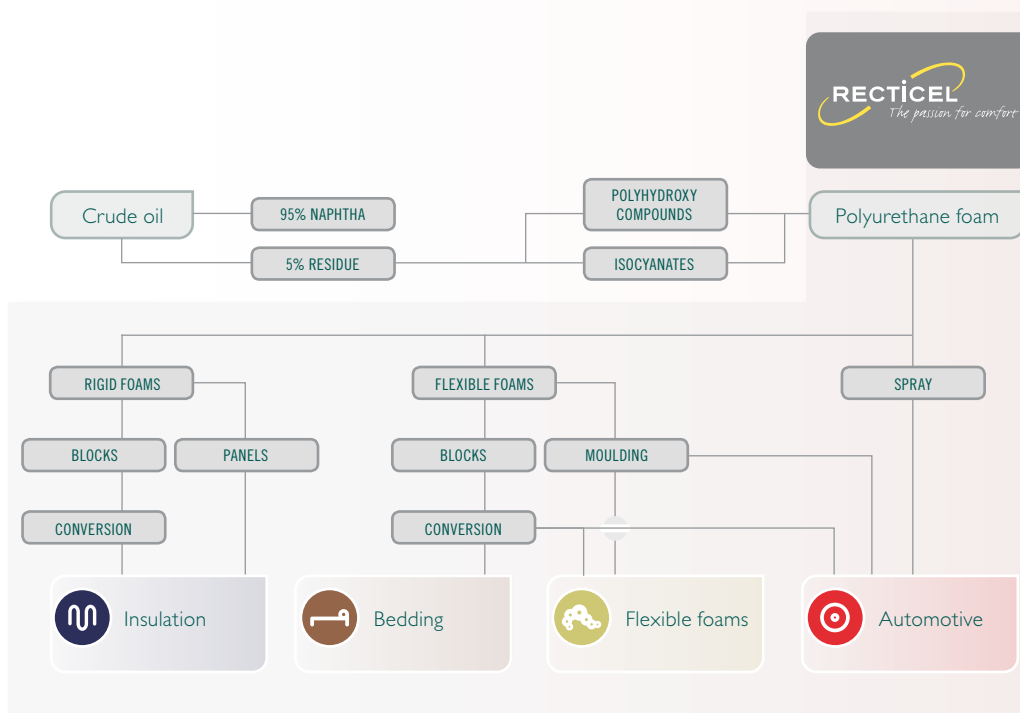 RECTICEL
The passion for comfort
Crude oil
95% NAPHTHA
5% RESIDUE
POLYHYDROXY
COMPOUNDS
ISOCYANATES
Polyurethane foam
RIGID FOAMS
FLEXIBLE FOAMS
SPRAY
BLOCKS
PANELS
BLOCKS
MOULDING
CONVERSION
CONVERSION
Insulation
Bedding
Flexible foams
Automotive